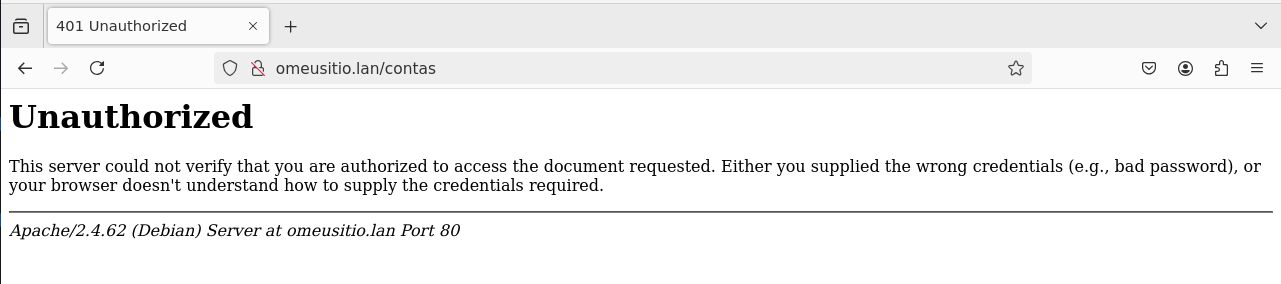 401 Unauthorized
omeusitio.lan/contas
Unauthorized
This server could not verify that you are authorized to access the document requested. Either you supplied the wrong credentials (e.g., bad password), or
your browser doesn't understand how to supply the credentials required.
Apache/2.4.62 (Debian) Server at omeusitio.lan Port 80